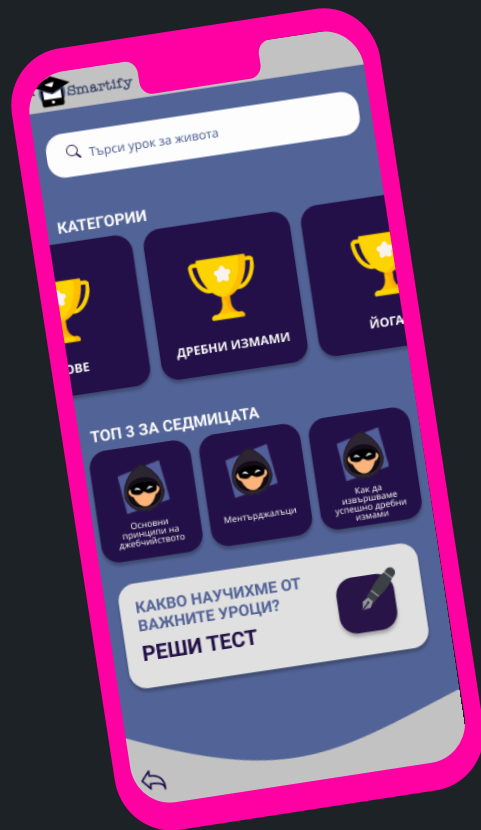 Smartify
Търси урок за живота
КАТЕГОРИИ
ОВЕ
ДРЕБНИ ИЗМАМИ
ЙОГА
ТОП 3 ЗА СЕДМИЦАТА
Основни
принципи на
джебчийството
Ментърджалъци
Как да
извършваме
успешно дребни
измами
КАКВО НАУЧИХМЕ ОТ
ВАЖНИТЕ УРОЦИ?
РЕШИ ТЕСТ